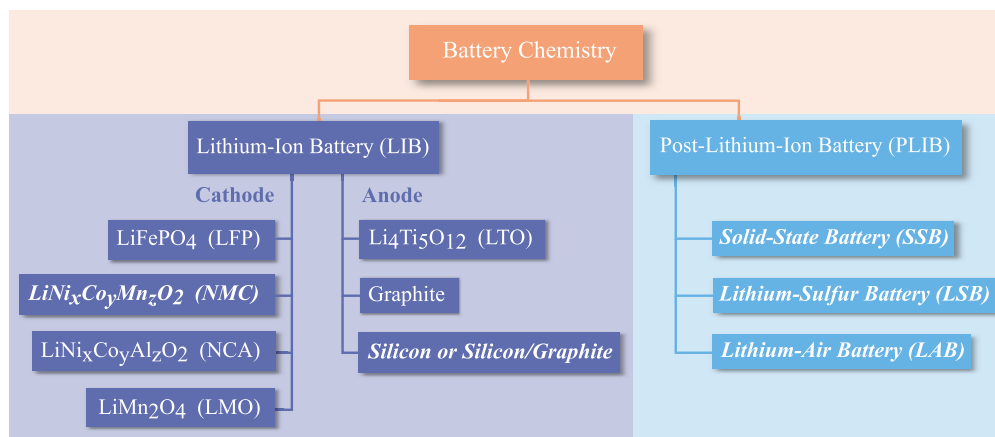 Battery Chemistry
Lithium-Ion Battery (LIB)
Cathode
LiFePO4 (LFP)
LiNixCoyMnzO2 (NMC)
LiNixCoyAlzO2 (NCA)
LiMn2O4 (LMO)
Anode
Li4Ti5O12 (LTO)
Graphite
Silicon or Silicon/Graphite
Post-Lithium-Ion Battery (PLIB)
Solid-State Battery (SSB)
Lithium-Sulfur Battery (LSB)
Lithium-Air Battery (LAB)